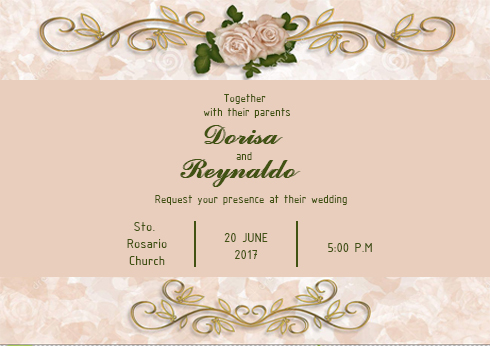 Together
with their parents
Dorisa
and
Reynaldo
Request your presence at their wedding
Sto.
Rosario
Church
20 JUNE
2017
5:00 P.M